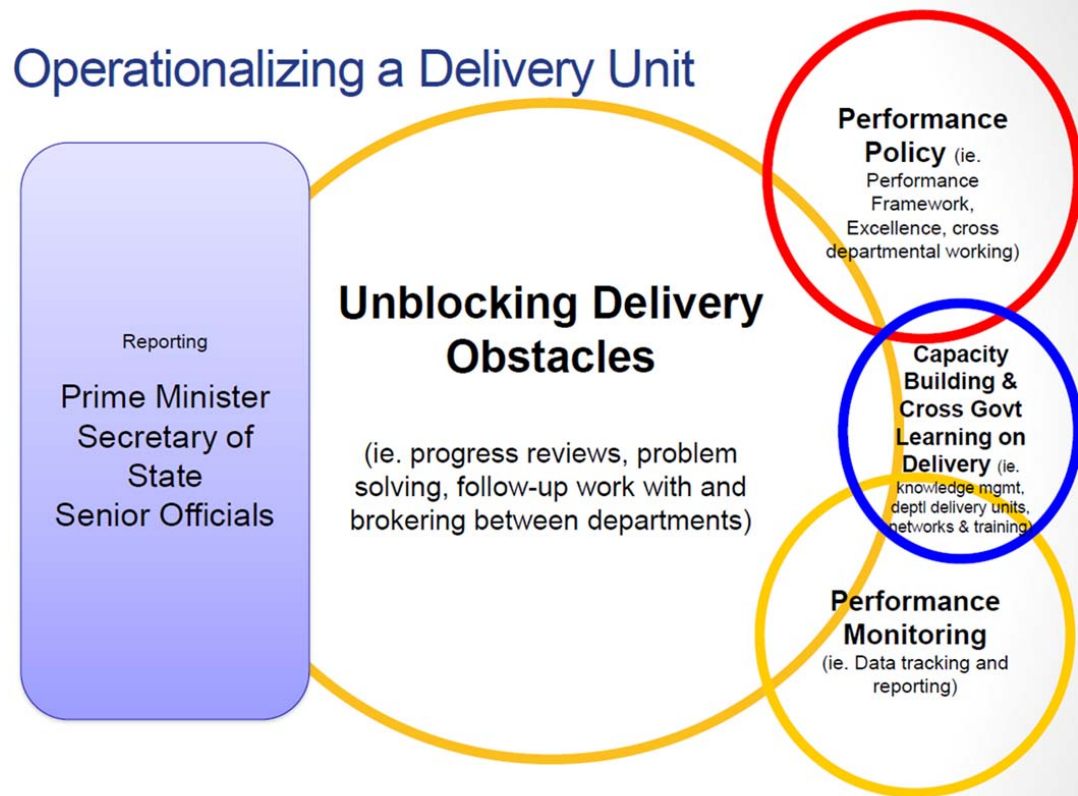 Operationalizing a Delivery Unit
Reporting
Prime Minister
Secretary of
State
Senior Officials
Unblocking Delivery
Obstacles
(ie. progress reviews, problem
solving, follow-up work with and
brokering between departments)
Performance
Policy (ie.
Performance
Framework,
Excellence, cross
departmental working)
Capacity
Building &
Cross Govt
Learning on
Delivery (ie.
knowledge mgmt,
deptl delivery units,
networks & training)
Performance
Monitoring
(ie. Data tracking and
reporting)